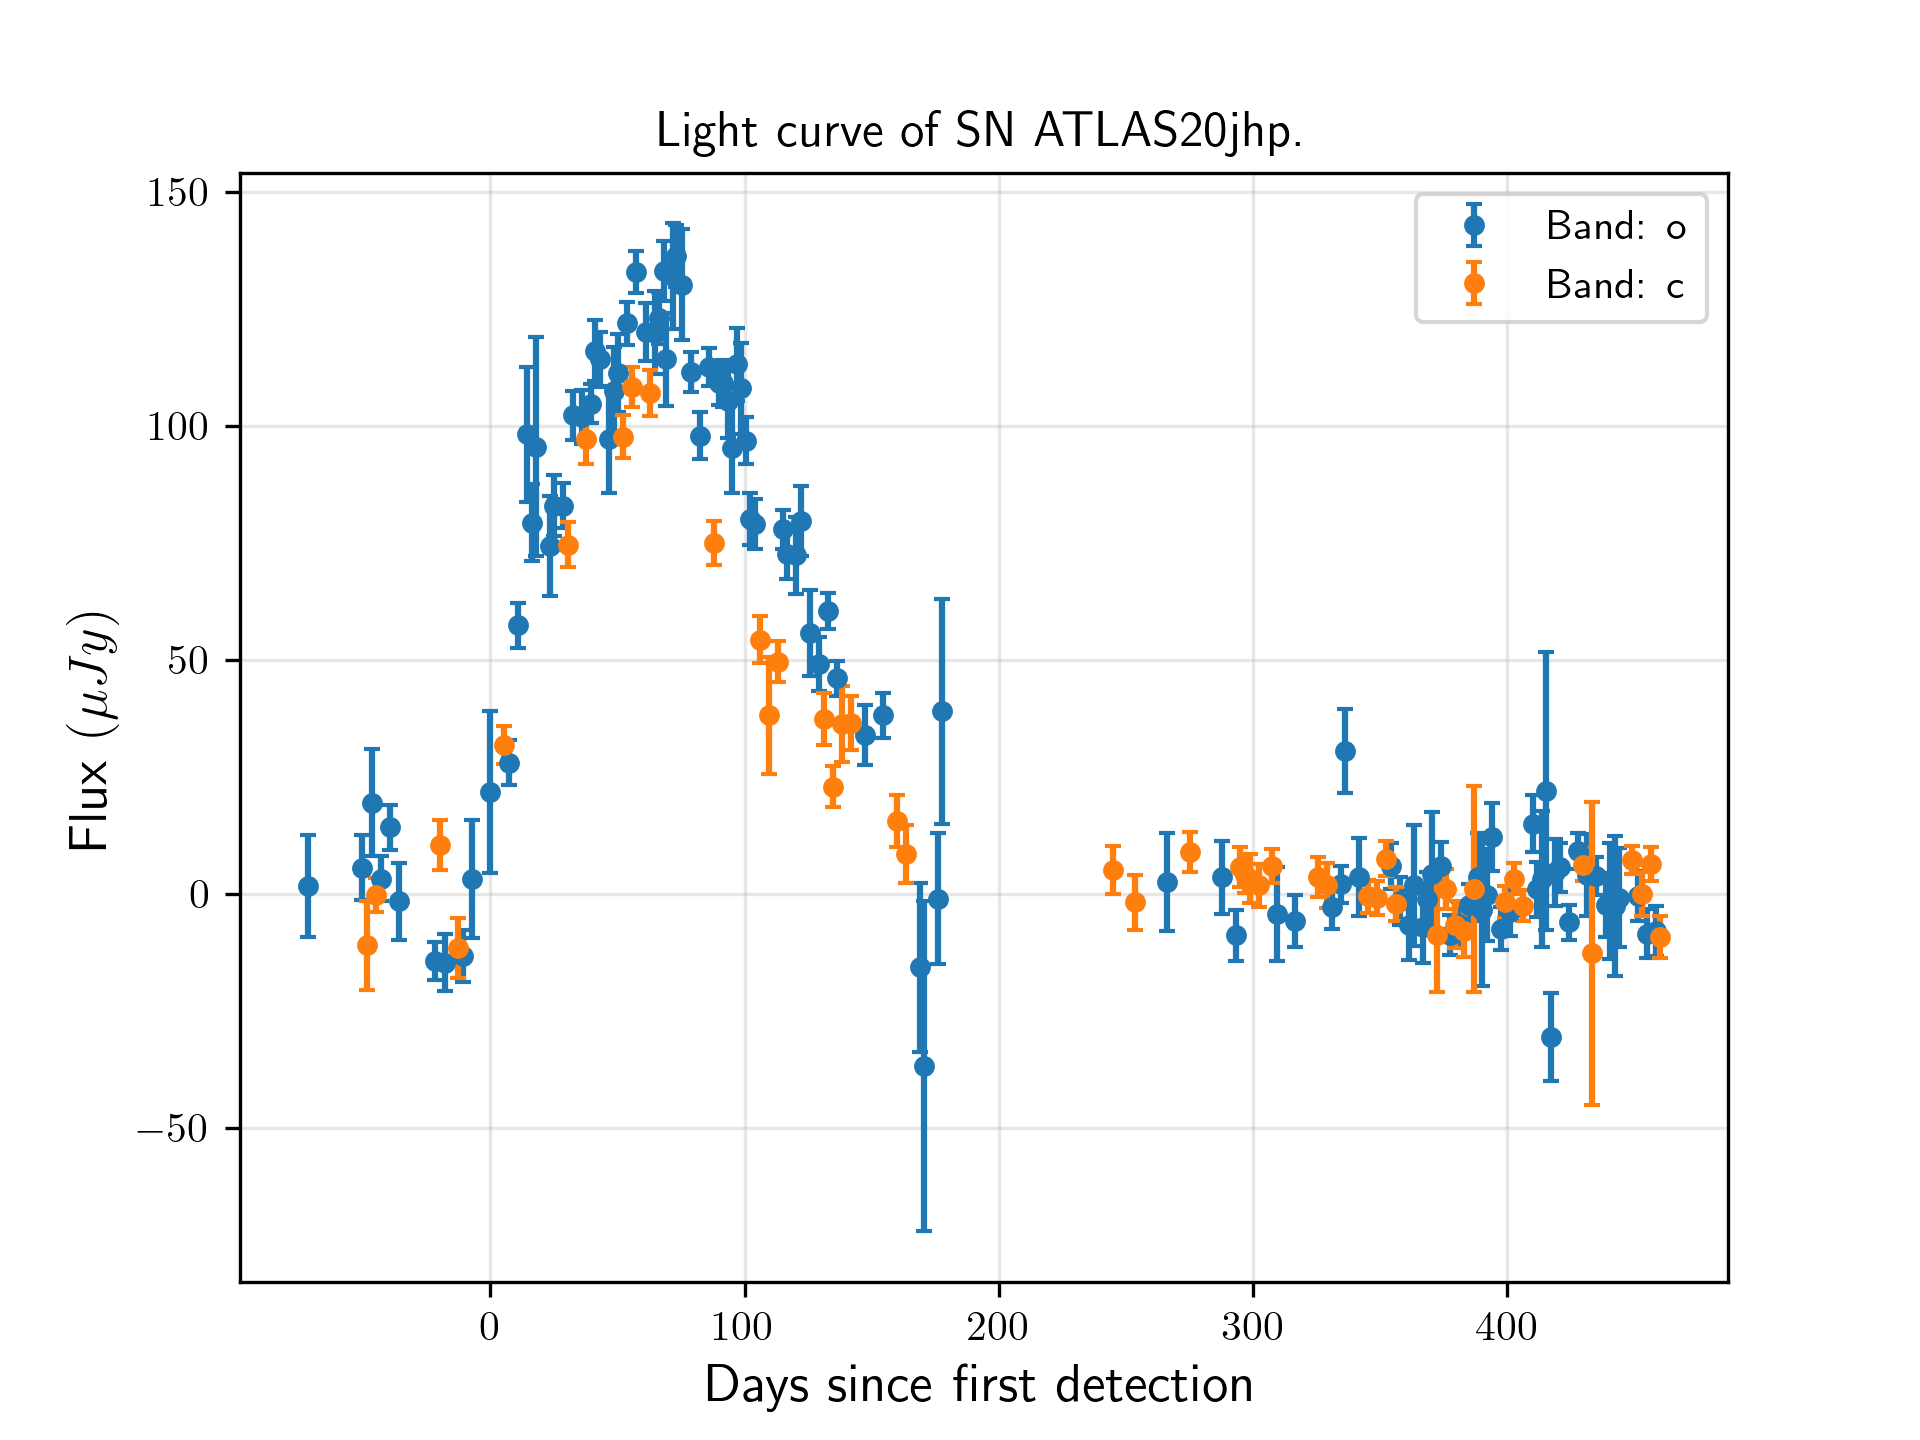 Light curve of SN ATLAS20jhp.
150
100
50
0
−50
Flux (μJy)
Band: o
Band: c
0 100 200 300 400
Days since first detection